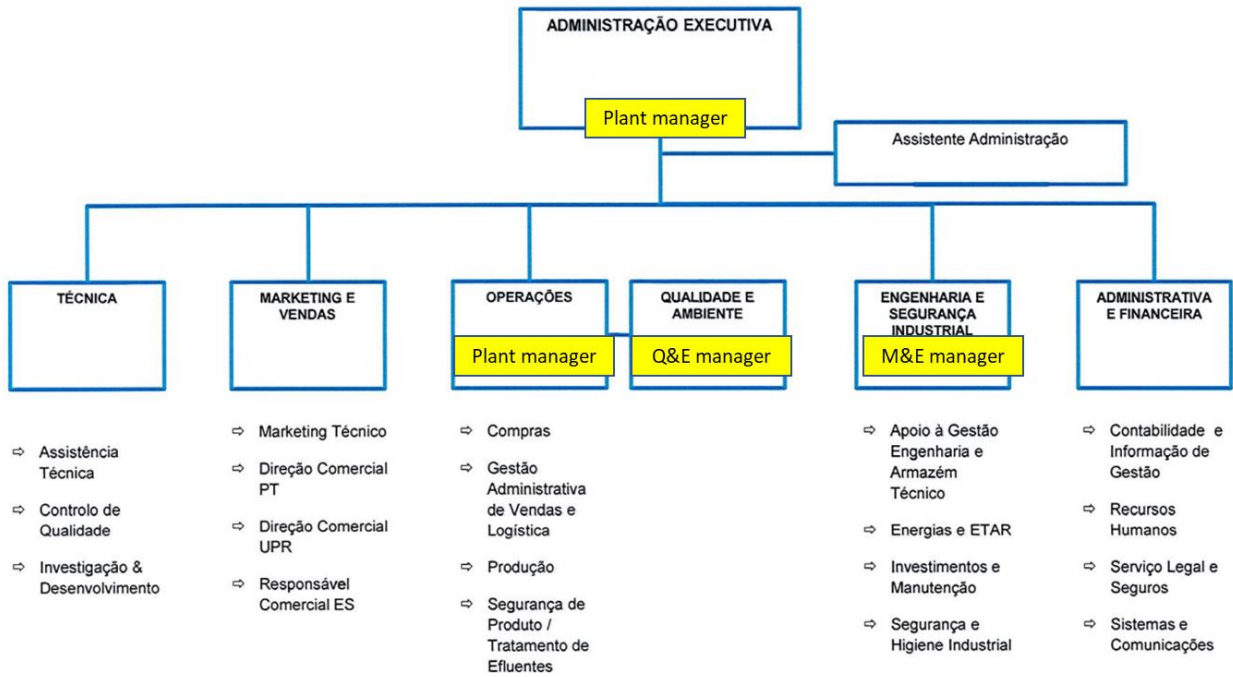 ADMINISTRAÇÃO EXECUTIVA
Plant manager
Assistente Administração
TÉCNICA
MARKETING E
VENDAS
OPERAÇÕES
Plant manager
QUALIDADE E
AMBIENTE
Q&E manager
ENGENHARIA E
SEGURANÇA
INDUSTRIAL
M&E manager
ADMINISTRATIVA
E FINANCEIRA
⇨ Assistência
Técnica
⇨ Controlo de
Qualidade
⇨ Investigação &
Desenvolvimento
⇨ Marketing Técnico
⇨ Direção Comercial
PT
⇨ Direção Comercial
UPR
⇨ Responsável
Comercial ES
⇨ Compras
⇨ Gestão
Administrativa
de Vendas e
Logística
⇨ Produção
⇨ Segurança de
Produto /
Tratamento de
Efluentes
⇨ Apoio à Gestão
Engenharia e
Armazém
Técnico
⇨ Energias e ETAR
⇨ Investimentos e
Manutenção
⇨ Segurança e
Higiene Industrial
⇨ Contabilidade e
Informação de
Gestão
⇨ Recursos
Humanos
⇨ Serviço Legal e
Seguros
⇨ Sistemas e
Comunicações